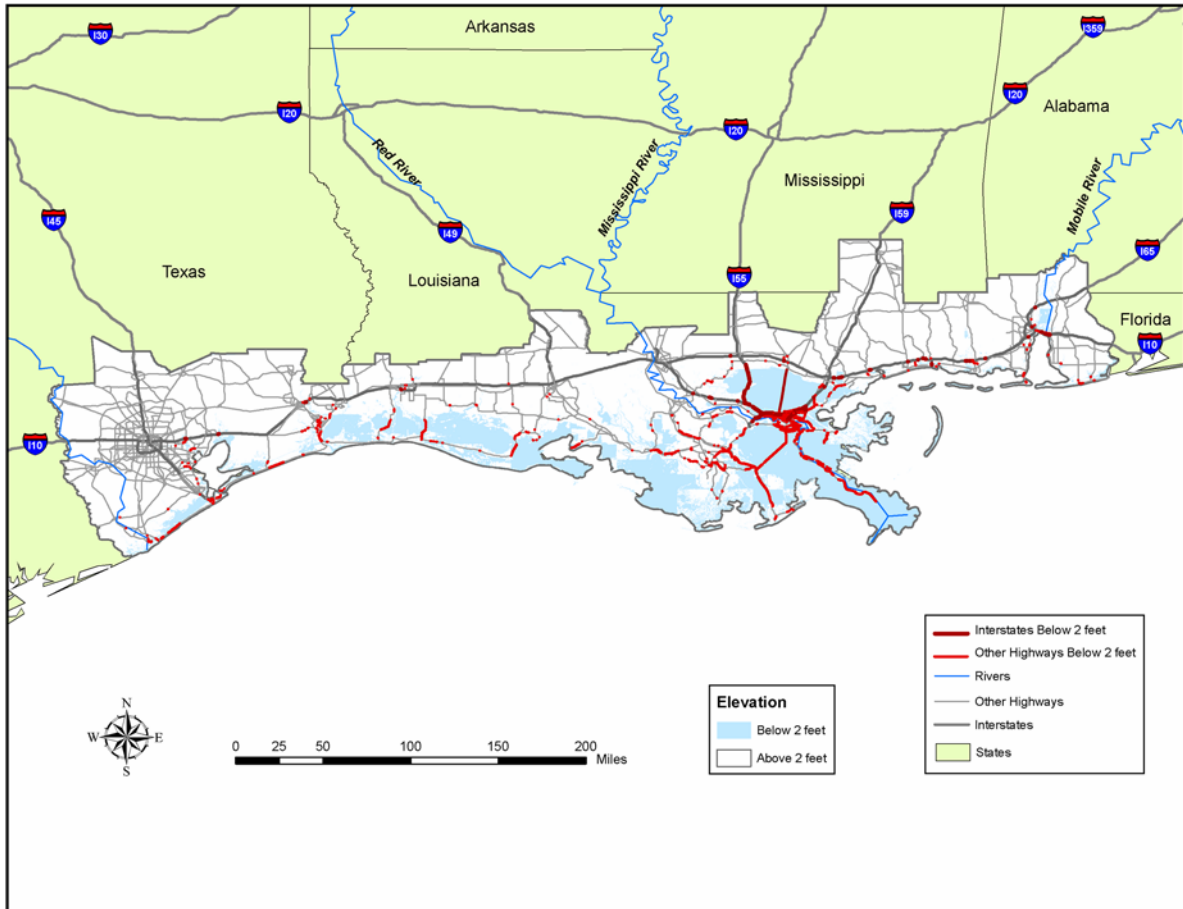 Arkansas
I30
I359
I20
I20
I20
Alabama
Red River
Mississippi River
Mississippi
Mobile River
I45
I49
I59
I65
Texas
Louisiana
I55
Florida
I10
I10
Interstates Below 2 feet
Other Highways Below 2 feet
Rivers
Other Highways
Interstates
States
Elevation
Below 2 feet
Above 2 feet
N
W E
S
0 25 50 100 150 200
Miles